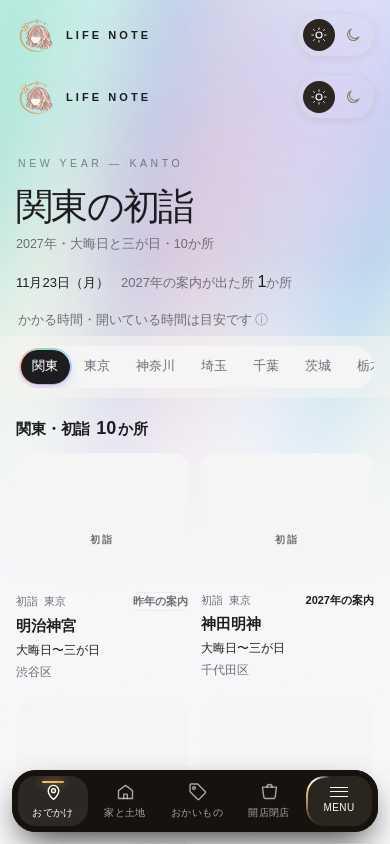 LIFE NOTE
LIFE NOTE
NEW YEAR — KANTO
関東の初詣
2027年・大晦日と三が日・10か所
11月23日（月） 2027年の案内が出た所 1か所
かかる時間・開いている時間は目安です ⓘ
関東 東京 神奈川 埼玉 千葉 茨城
関東・初詣 10か所
初詣 初詣
初詣 東京 昨年の案内
明治神宮
大晦日〜三が日
渋谷区
初詣 東京 2027年の案内
神田明神
大晦日〜三が日
千代田区
おでかけ 家と土地 おかいもの 開店閉店 MENU